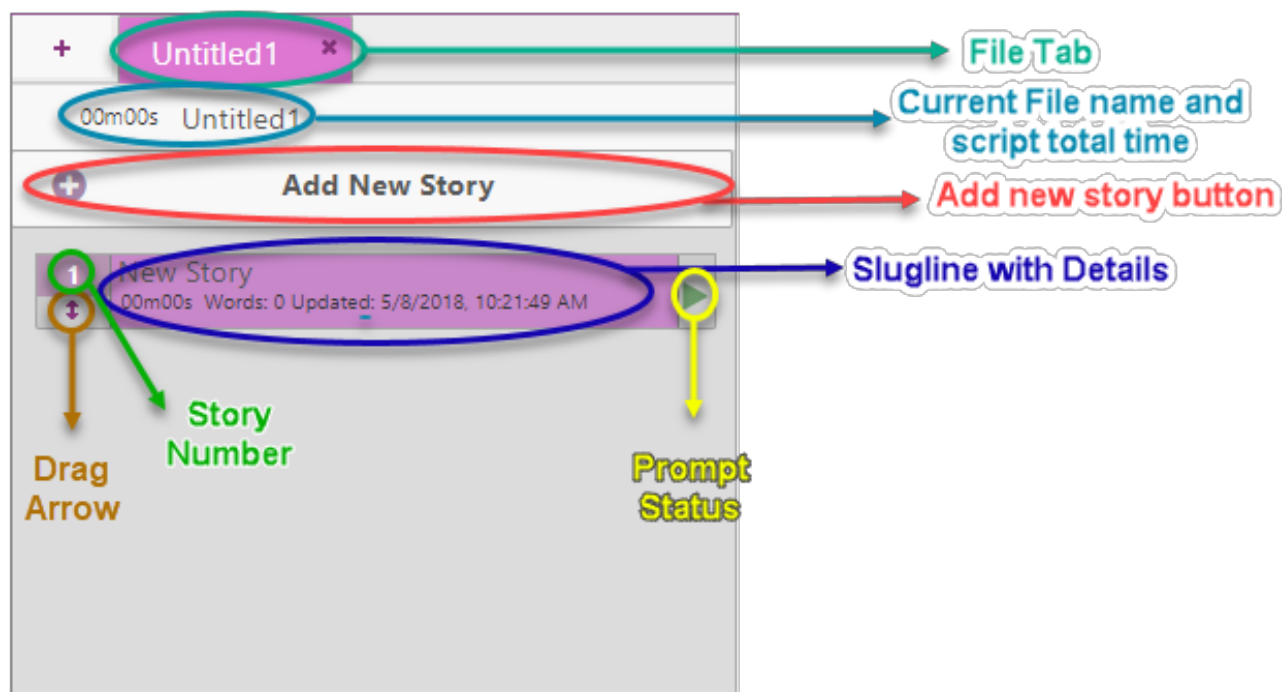 + Untitled1 ×
File Tab
00m00s Untitled1
Current File name and
script total time
Add New Story
Add new story button
1 New Story
00m00s Words: 0 Updated: 5/8/2018, 10:21:49 AM
Slugline with Details
Story
Number
Drag
Arrow
Prompt
Status